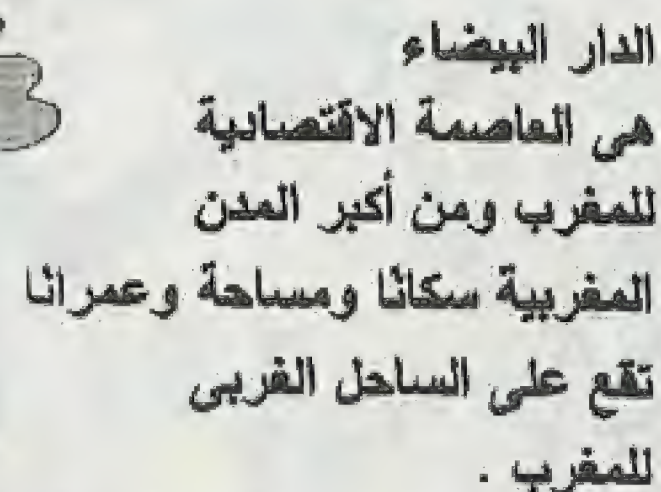 الدار البيضاء
هى العاصمة الاقتصادية
للمغرب ومن أكبر المدن
المغربية سكانا ومساحة وعمرانا
تقع على الساحل الغربى
للمغرب .